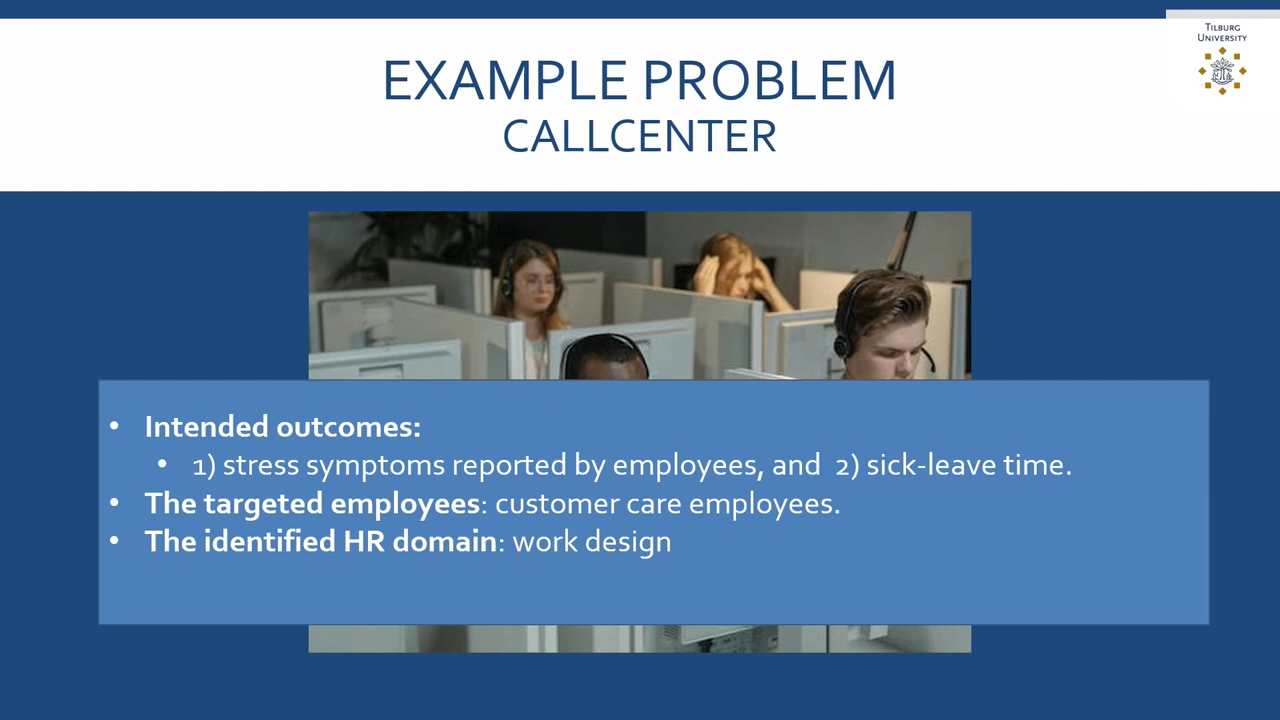 TILBURG
UNIVERSITY
EXAMPLE PROBLEM
CALLCENTER
• Intended outcomes:
• 1) stress symptoms reported by employees, and  2) sick-leave time.
• The targeted employees: customer care employees.
• The identified HR domain: work design